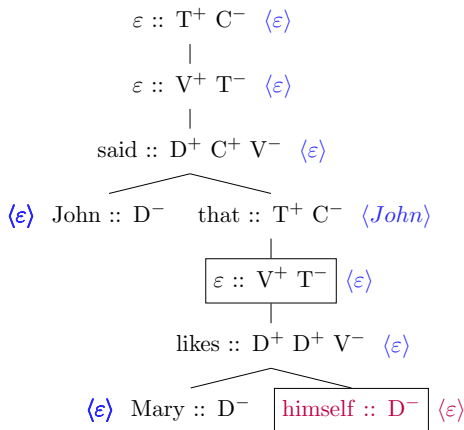 ε :: T⁺ C⁻ ⟨ε⟩
ε :: V⁺ T⁻ ⟨ε⟩
said :: D⁺ C⁺ V⁻ ⟨ε⟩
⟨ε⟩ John :: D⁻ that :: T⁺ C⁻ ⟨John⟩
ε :: V⁺ T⁻ ⟨ε⟩
likes :: D⁺ D⁺ V⁻ ⟨ε⟩
⟨ε⟩ Mary :: D⁻ himself :: D⁻ ⟨ε⟩